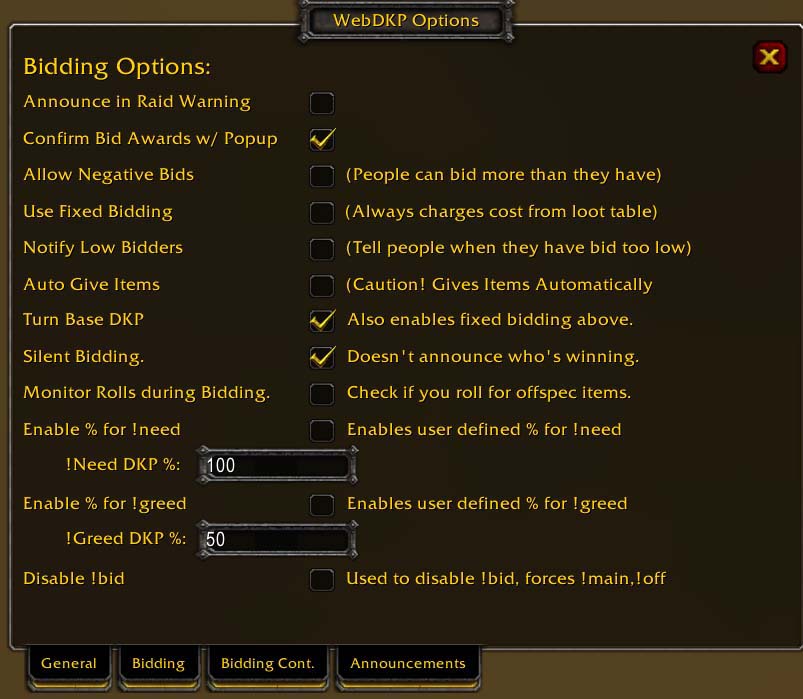 WebDKP Options
Bidding Options:
Announce in Raid Warning
Confirm Bid Awards w/ Popup
Allow Negative Bids (People can bid more than they have)
Use Fixed Bidding (Always charges cost from loot table)
Notify Low Bidders (Tell people when they have bid too low)
Auto Give Items (Caution! Gives Items Automatically
Turn Base DKP Also enables fixed bidding above.
Silent Bidding. Doesn't announce who's winning.
Monitor Rolls during Bidding. Check if you roll for offspec items.
Enable % for !need Enables user defined % for !need
!Need DKP %: 100
Enable % for !greed Enables user defined % for !greed
!Greed DKP %: 50
Disable !bid Used to disable !bid, forces !main,!off
General Bidding Bidding Cont. Announcements